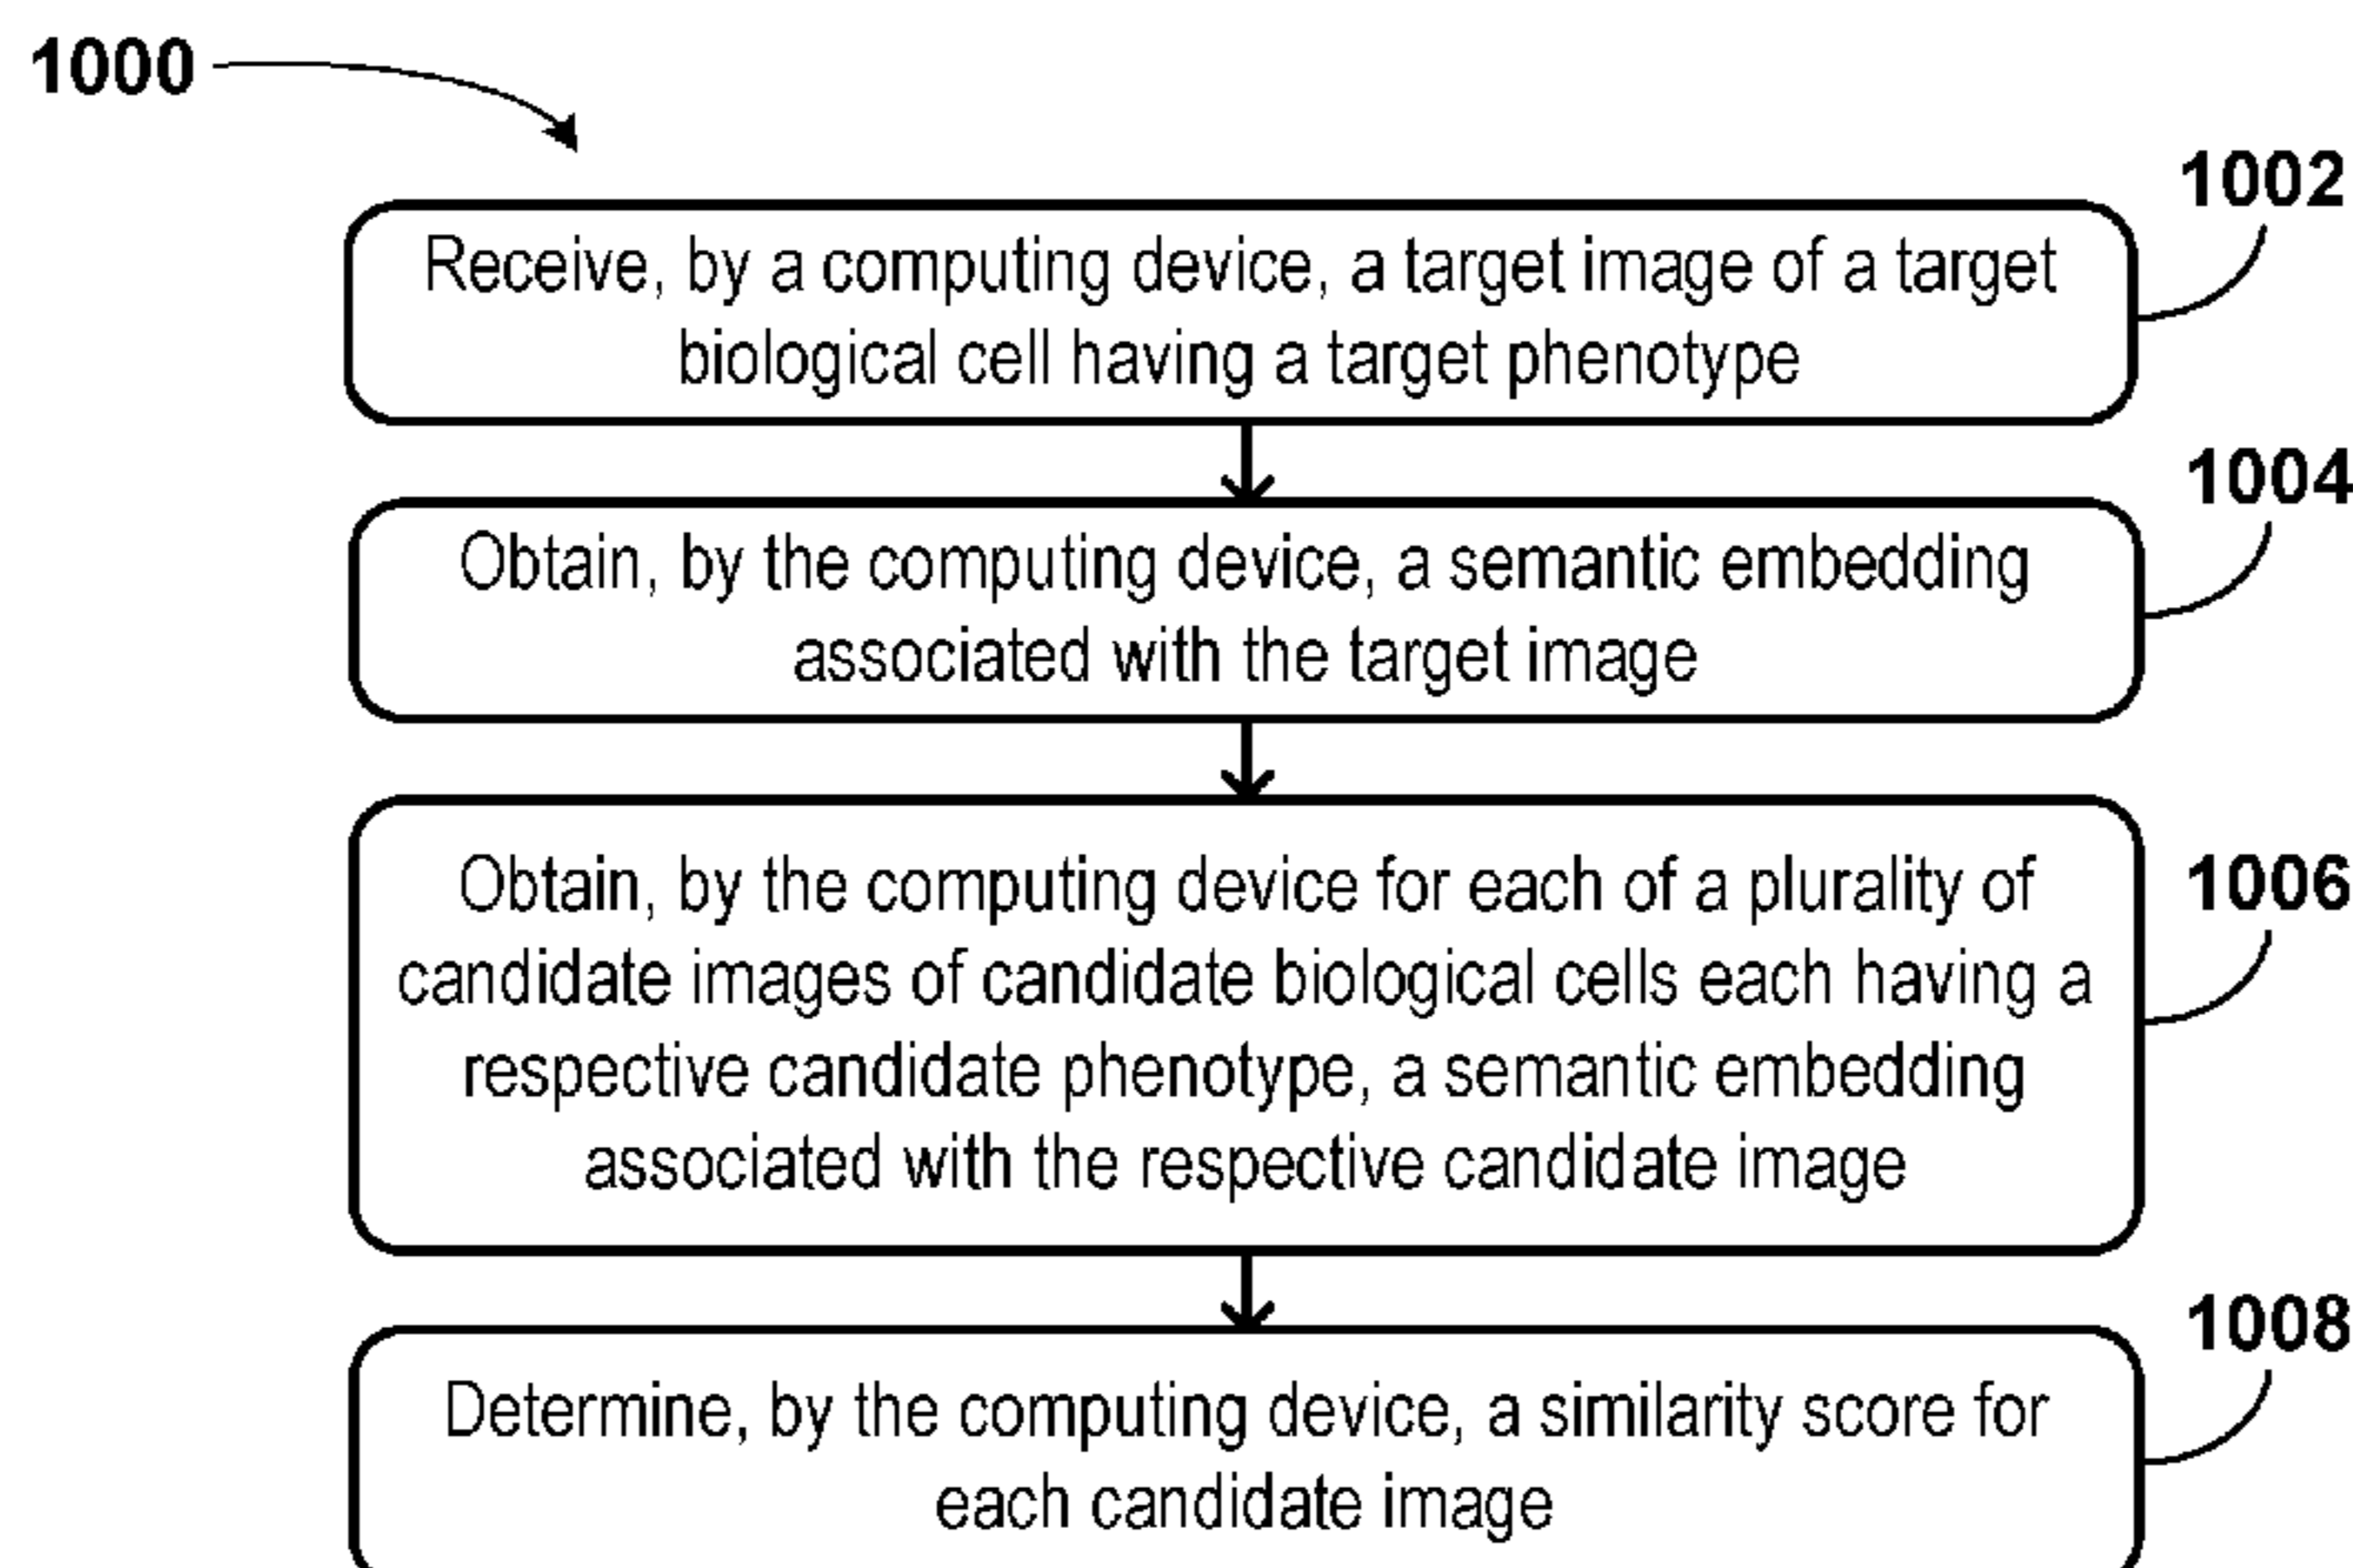 1000
1002
Receive, by a computing device, a target image of a target
biological cell having a target phenotype
1004
Obtain, by the computing device, a semantic embedding
associated with the target image
1006
Obtain, by the computing device for each of a plurality of
candidate images of candidate biological cells each having a
respective candidate phenotype, a semantic embedding
associated with the respective candidate image
1008
Determine, by the computing device, a similarity score for
each candidate image